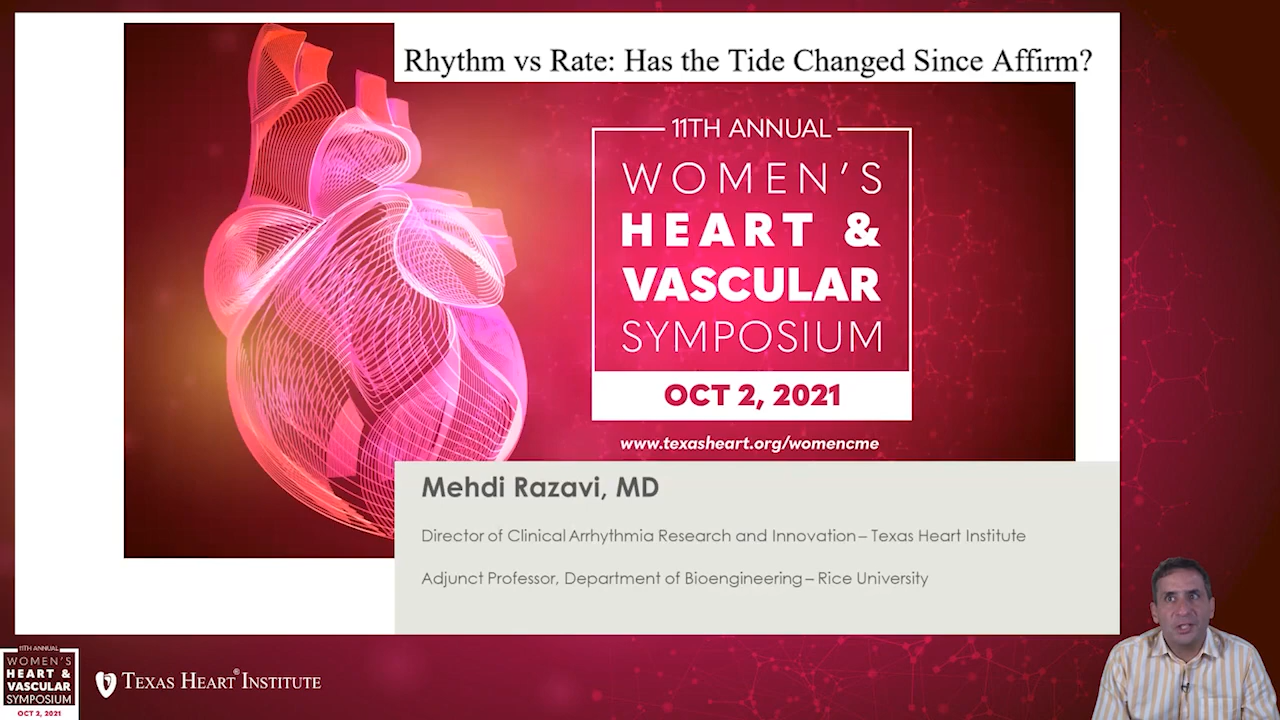 Rhythm vs Rate: Has the Tide Changed Since Affirm?
11TH ANNUAL
WOMEN'S
HEART &
VASCULAR
SYMPOSIUM
OCT 2, 2021
www.texasheart.org/womencme
Mehdi Razavi, MD
Director of Clinical Arrhythmia Research and Innovation – Texas Heart Institute
Adjunct Professor, Department of Bioengineering – Rice University
11TH ANNUAL
WOMEN'S
HEART &
VASCULAR
SYMPOSIUM
OCT 2, 2021
TEXAS HEART® INSTITUTE